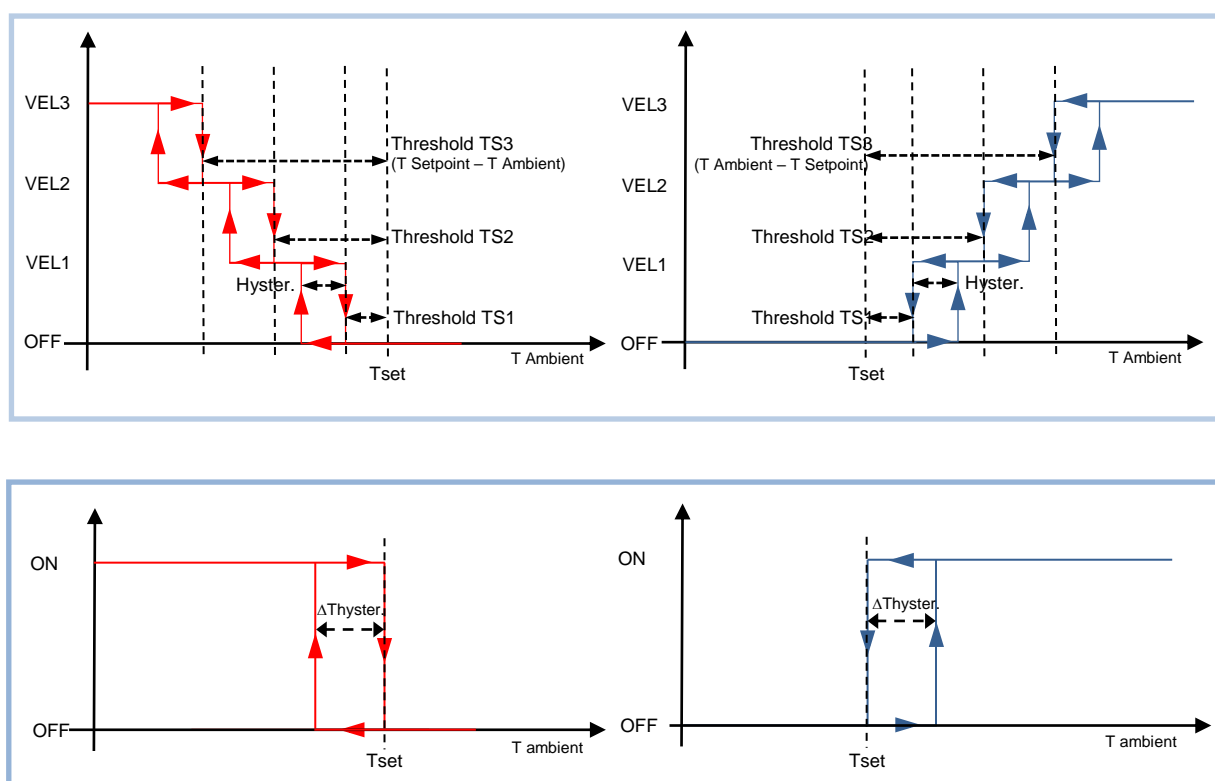 VEL3
VEL2
VEL1
OFF
Threshold TS3
(T Setpoint – T Ambient)
Threshold TS2
Hyster.
Threshold TS1
T Ambient
Tset
VEL3
VEL2
VEL1
OFF
Threshold TS3
(T Ambient – T Setpoint)
Threshold TS2
Hyster.
Threshold TS1
T Ambient
Tset
ON
OFF
ΔThyster.
T ambient
Tset
ON
OFF
ΔThyster.
T ambient
Tset